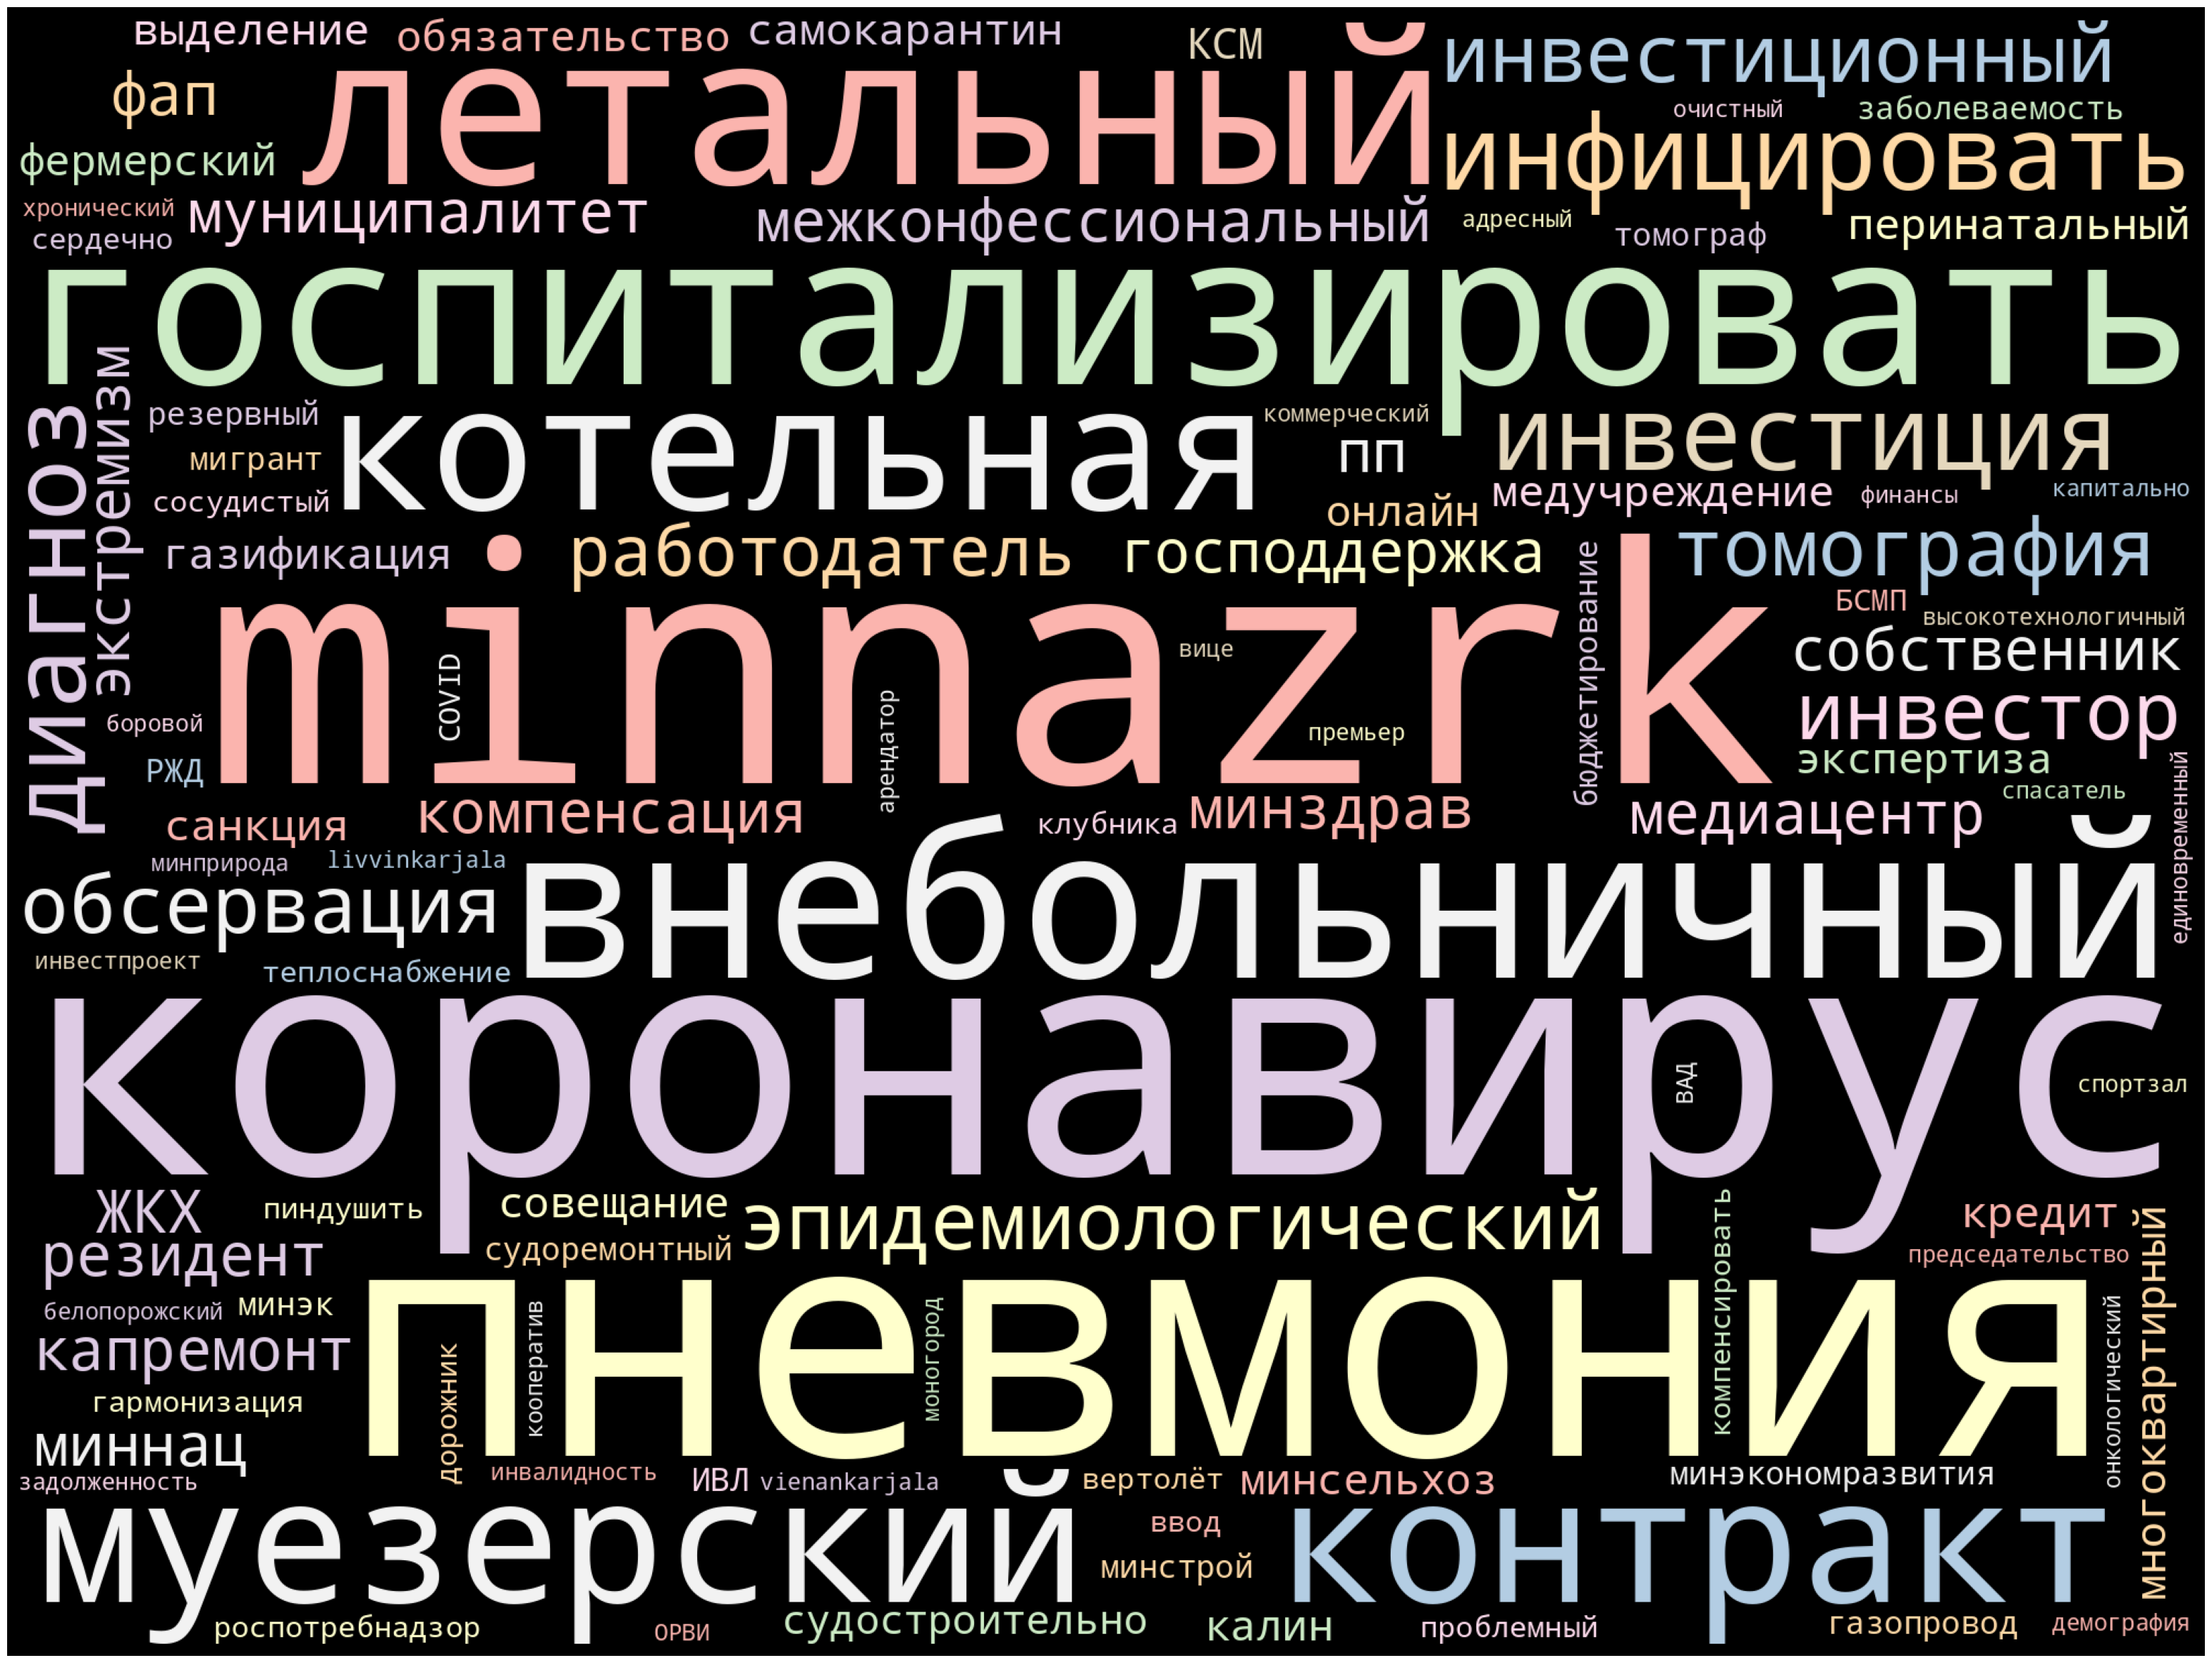 выделение
обязательство
самокарантин
КСМ
инвестиционный
фап
летальный
очистный
заболеваемость
фермерский
инфицировать
хронический
муниципалитет
межконфессиональный
адресный
томограф
перинатальный
сердечно
госпитализировать
диагноз
экстремизм
резервный
котельная
коммерческий
инвестиция
мигрант
пп
сосудистый
онлайн
медучреждение
финансы
капитально
газификация
работодатель
господдержка
томография
minnazrk
бюджетирование
БСМП
высокотехнологичный
вице
собственник
COVID
арендатор
боровой
премьер
инвестор
РЖД
экспертиза
единовременный
санкция
компенсация
клубника
минздрав
медиацентр
спасатель
минприрода
livvinkarjala
обсервация
внебольничный
инвестпроект
теплоснабжение
коронавирус
ВАД
спортзал
ЖКХ
пиндушить
совещание
эпидемиологический
компенсировать
кредит
резидент
судоремонтный
председательство
многоквартирный
белопорожский
минэк
пневмония
капремонт
дорожник
кооператив
моногород
онкологический
гармонизация
миннац
задолженность
инвалидность
ИВЛ
vienankarjala
вертолёт
минсельхоз
минэкономразвития
муезерский
ввод
контракт
минстрой
роспотребнадзор
ОРВИ
судостроительно
калин
проблемный
газопровод
демография